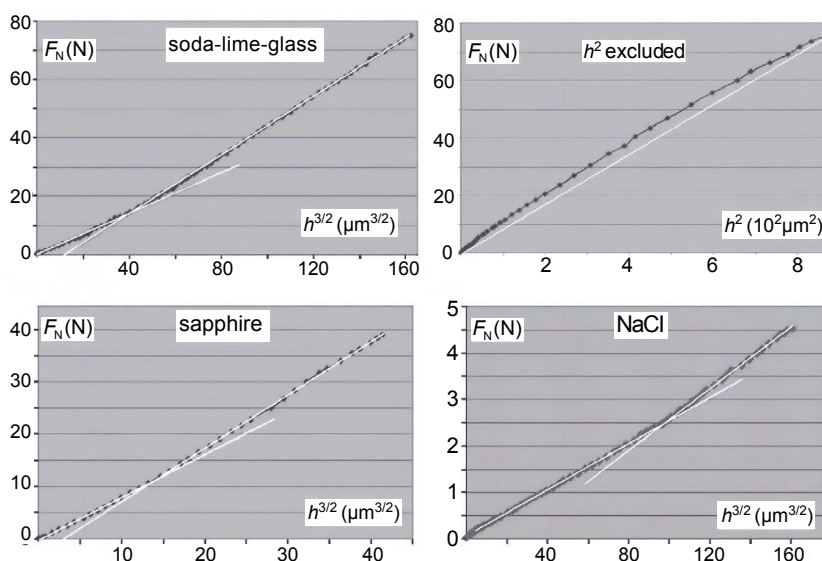 80
F_N(N)
soda-lime-glass
60
40
20
0
h^3/2 (µm^3/2)
40 80 120 160
80
F_N(N)
h^2 excluded
60
40
20
0
h^2 (10^2µm^2)
2 4 6 8
40
F_N(N)
sapphire
30
20
10
0
h^3/2 (µm^3/2)
10 20 30 40
5
F_N(N)
NaCl
4
3
2
1
0
h^3/2 (µm^3/2)
40 80 120 160